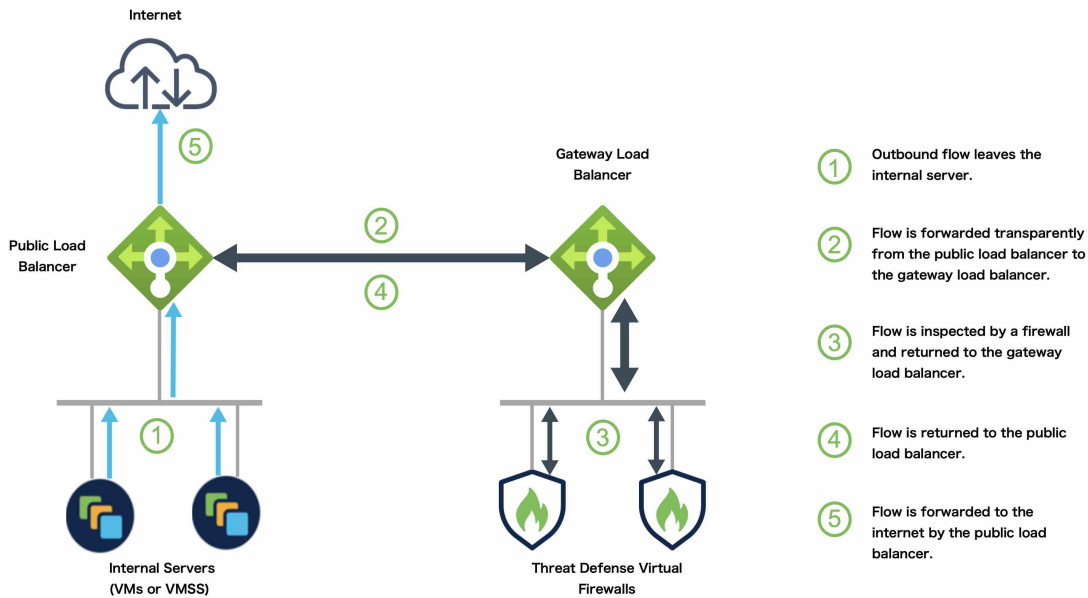 Internet
5
Gateway Load
Balancer
Public Load
Balancer
2
4
1
3
Internal Servers
(VMs or VMSS)
Threat Defense Virtual
Firewalls
1
Outbound flow leaves the
internal server.
2
Flow is forwarded transparently
from the public load balancer to
the gateway load balancer.
3
Flow is inspected by a firewall
and returned to the gateway
load balancer.
4
Flow is returned to the public
load balancer.
5
Flow is forwarded to the
internet by the public load
balancer.